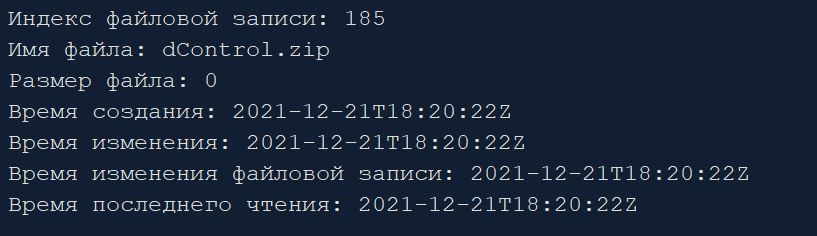 Индекс файловой записи: 185
Имя файла: dControl.zip
Размер файла: 0
Время создания: 2021-12-21T18:20:22Z
Время изменения: 2021-12-21T18:20:22Z
Время изменения файловой записи: 2021-12-21T18:20:22Z
Время последнего чтения: 2021-12-21T18:20:22Z